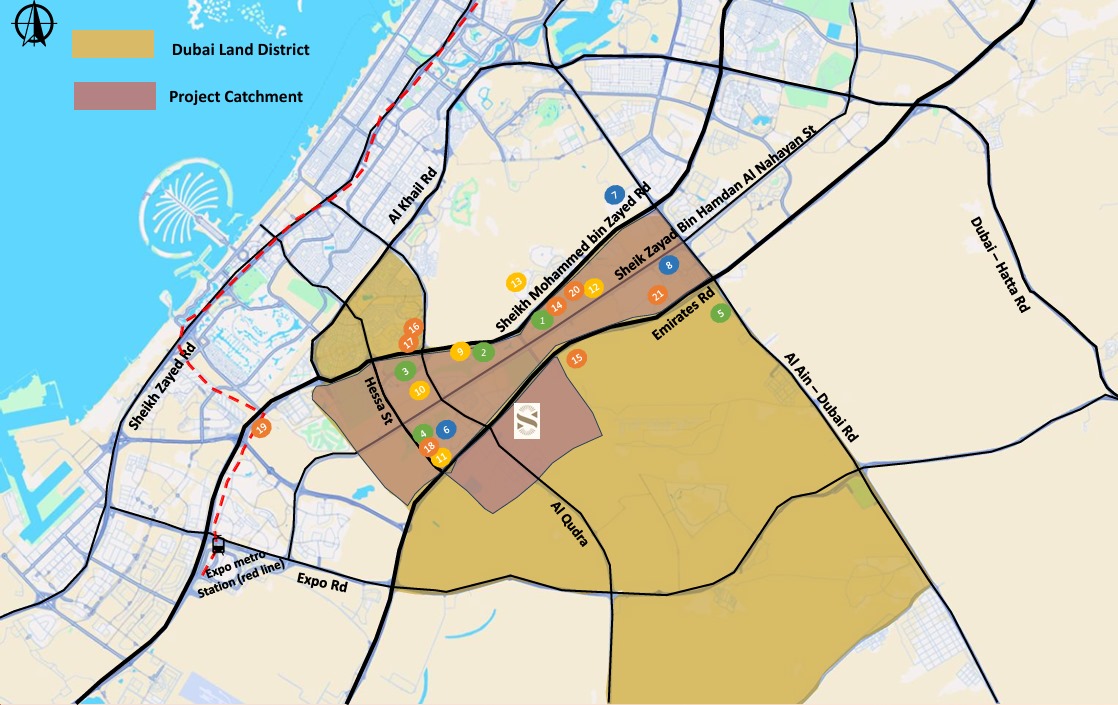 Dubai Land District
Project Catchment
Al Khail Rd
Sheikh Mohammed bin Zayed Rd
Sheik Zayad Bin Hamdan Al Nahayan St
Dubai – Hatta Rd
Emirates Rd
Al Ain – Dubai Rd
Sheikh Zayed Rd
Hessa St
Al Qudra
Expo metro
Station (red line)
Expo Rd
7
8
13
20
12
14
21
1
5
16
17
9
2
15
3
10
S
4
6
18
11
19